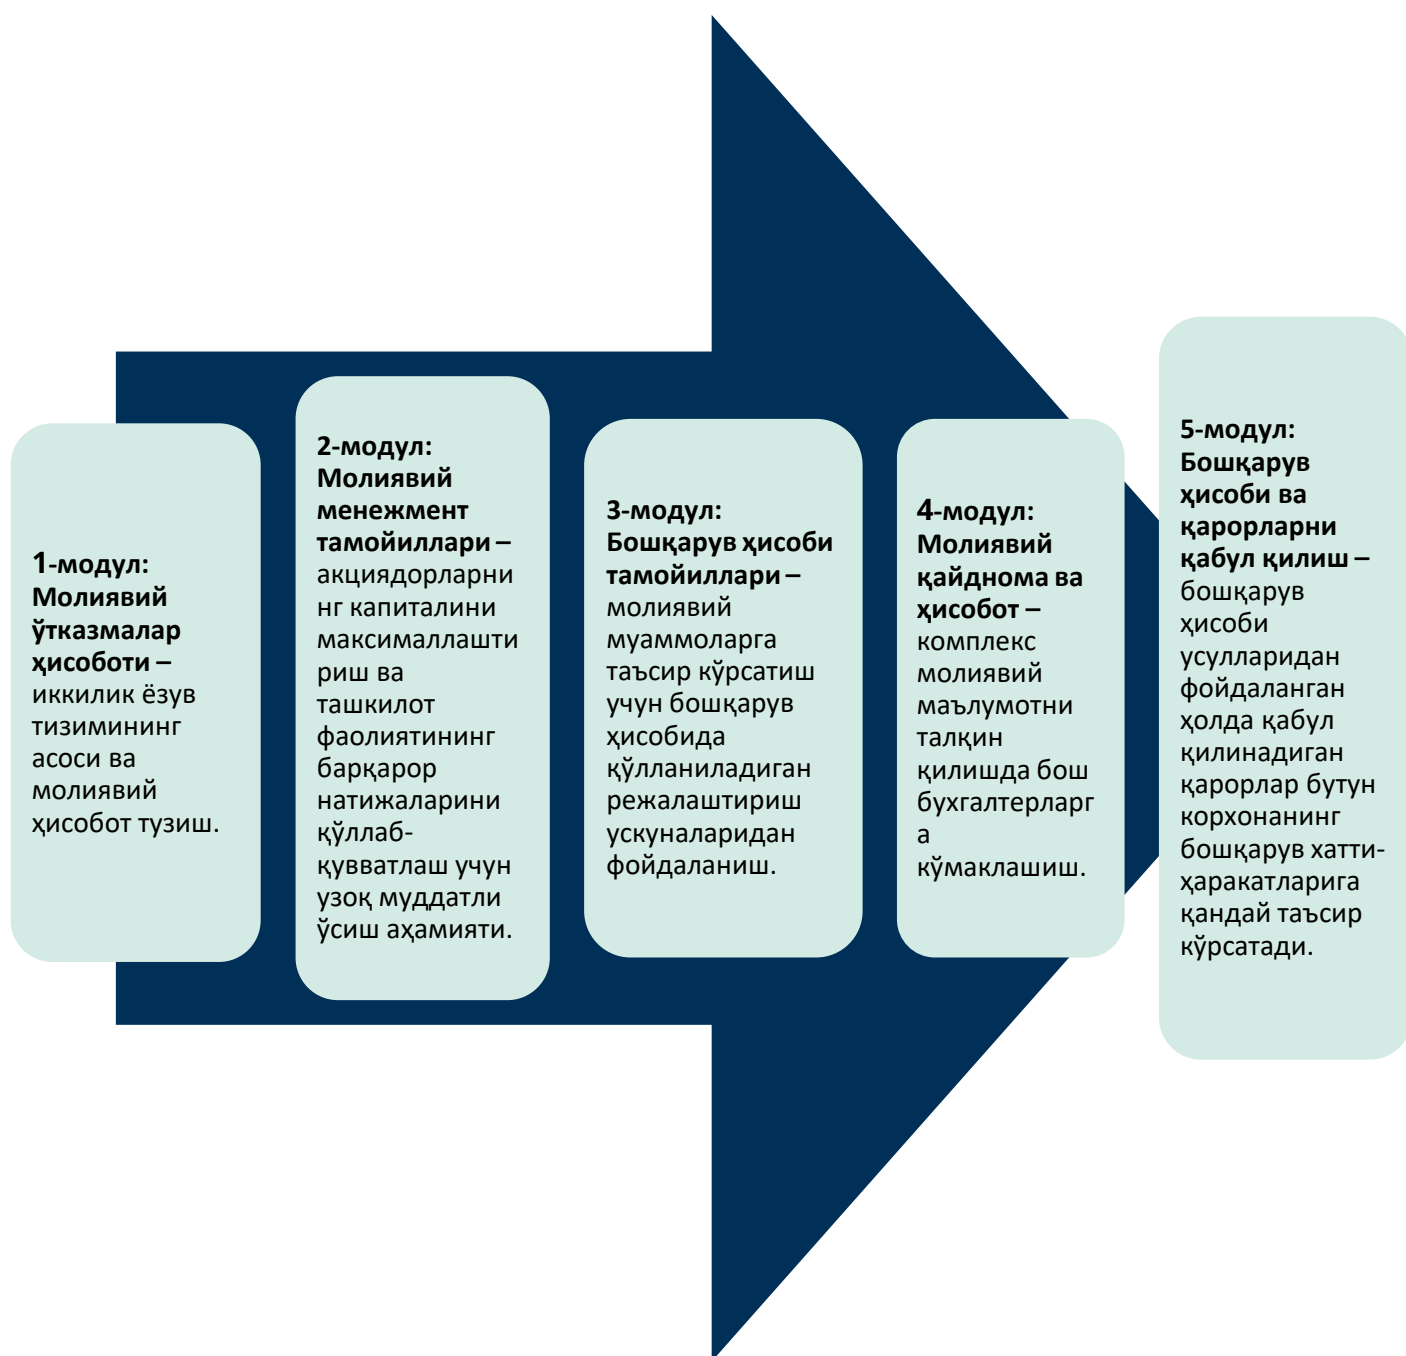 1-модул:
Молиявий
ўтказмалар
ҳисоботи –
иккилик ёзув
тизимининг
асоси ва
молиявий
ҳисобот тузиш.
2-модул:
Молиявий
менежмент
тамойиллари –
акциядорларни
нг капиталини
максималлашти
риш ва
ташкилот
фаолиятининг
барқарор
натижаларини
қўллаб-
қувватлаш учун
узоқ муддатли
ўсиш аҳамияти.
3-модул:
Бошқарув ҳисоби
тамойиллари –
молиявий
муаммоларга
таъсир кўрсатиш
учун бошқарув
ҳисобида
қўлланиладиган
режалаштириш
ускуналаридан
фойдаланиш.
4-модул:
Молиявий
қайднома ва
ҳисобот –
комплекс
молиявий
маълумотни
талқин
қилишда бош
бухгалтерларг
а
кўмаклашиш.
5-модул:
Бошқарув
ҳисоби ва
қарорларни
қабул қилиш –
бошқарув
ҳисоби
усулларидан
фойдаланган
ҳолда қабул
қилинадиган
қарорлар бутун
корхонанинг
бошқарув хатти-
ҳаракатларига
қандай таъсир
кўрсатади.